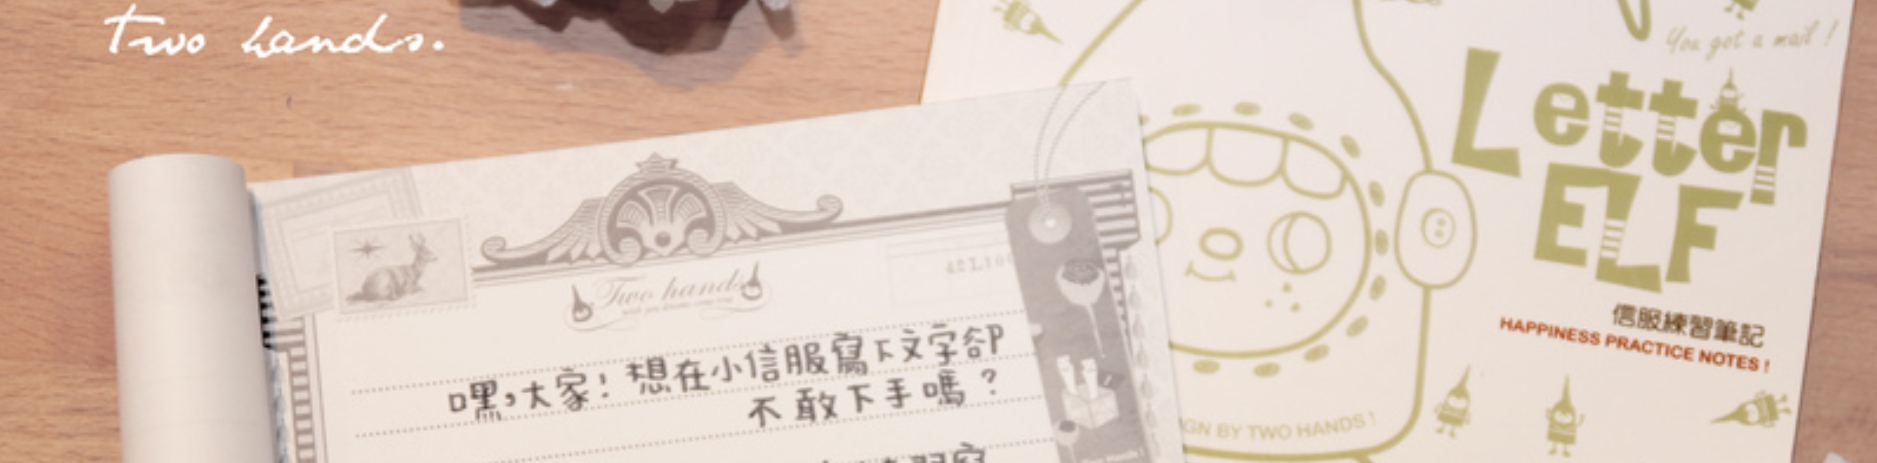 Two hands.
You got a mail !
Letter
ELF
信服練習筆記
HAPPINESS PRACTICE NOTES !
Two hands
嘿,大家! 想在小信服寫下文字卻
不敢下手嗎?
GN BY TWO HANDS !